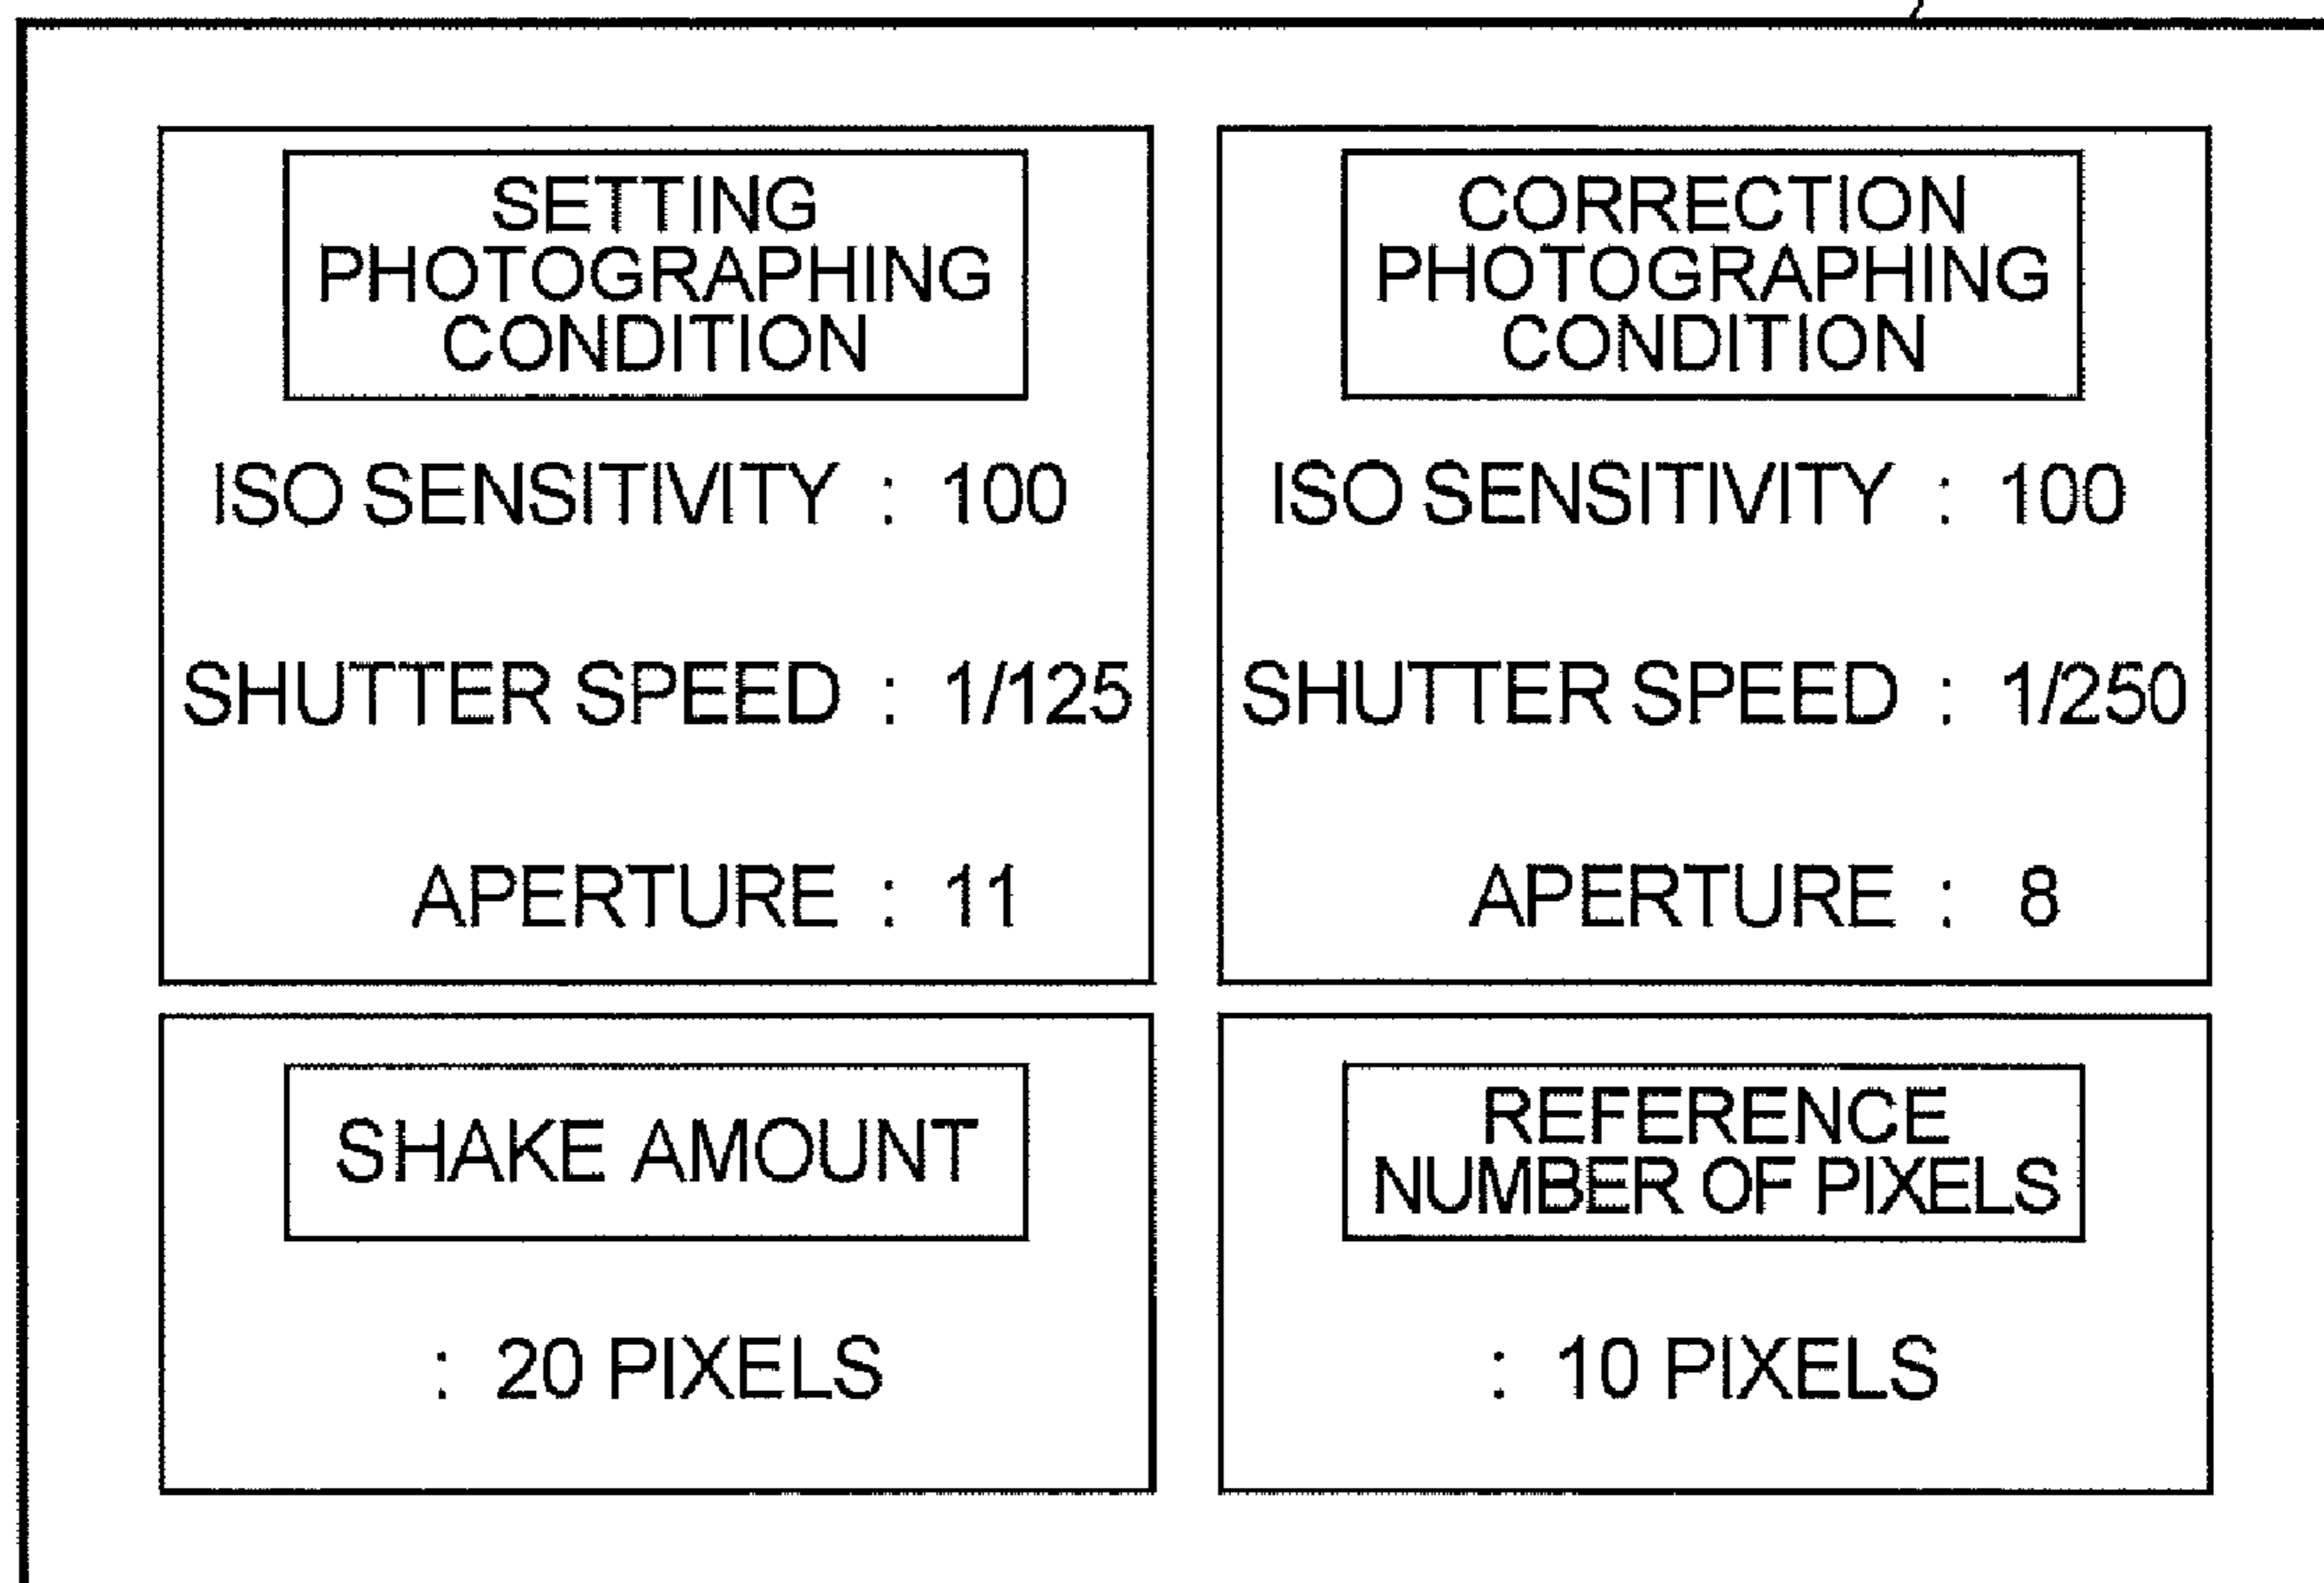 SETTING
PHOTOGRAPHING
CONDITION
ISO SENSITIVITY : 100
SHUTTER SPEED : 1/125
APERTURE : 11
CORRECTION
PHOTOGRAPHING
CONDITION
ISO SENSITIVITY : 100
SHUTTER SPEED : 1/250
APERTURE : 8
SHAKE AMOUNT
: 20 PIXELS
REFERENCE
NUMBER OF PIXELS
: 10 PIXELS